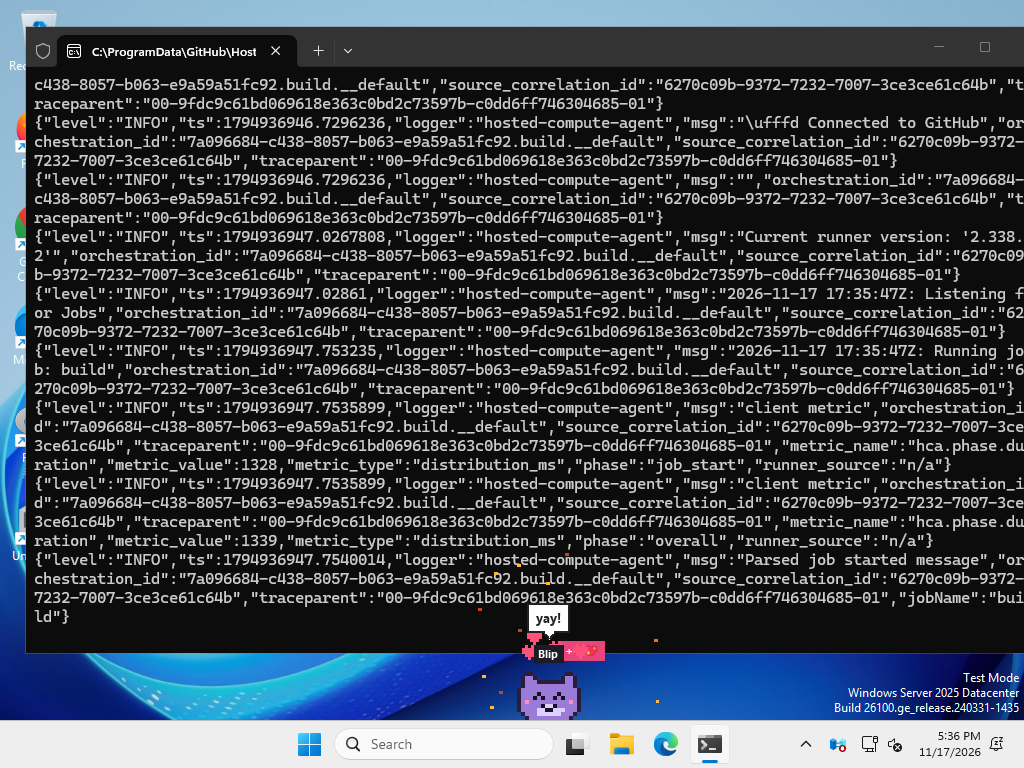 C:\ProgramData\GitHub\Host
c438-8057-b063-e9a59a51fc92.build.__default","source_correlation_id":"6270c09b-9372-7232-7007-3ce3ce61c64b","t
raceparent":"00-9fdc9c61bd069618e363c0bd2c73597b-c0dd6ff746304685-01"}
{"level":"INFO","ts":1794936946.7296236,"logger":"hosted-compute-agent","msg":"\ufffd Connected to GitHub","or
chestration_id":"7a096684-c438-8057-b063-e9a59a51fc92.build.__default","source_correlation_id":"6270c09b-9372-
7232-7007-3ce3ce61c64b","traceparent":"00-9fdc9c61bd069618e363c0bd2c73597b-c0dd6ff746304685-01"}
{"level":"INFO","ts":1794936946.7296236,"logger":"hosted-compute-agent","msg":"","orchestration_id":"7a096684-
c438-8057-b063-e9a59a51fc92.build.__default","source_correlation_id":"6270c09b-9372-7232-7007-3ce3ce61c64b","t
raceparent":"00-9fdc9c61bd069618e363c0bd2c73597b-c0dd6ff746304685-01"}
{"level":"INFO","ts":1794936947.0267808,"logger":"hosted-compute-agent","msg":"Current runner version: '2.338.
2'","orchestration_id":"7a096684-c438-8057-b063-e9a59a51fc92.build.__default","source_correlation_id":"6270c09
b-9372-7232-7007-3ce3ce61c64b","traceparent":"00-9fdc9c61bd069618e363c0bd2c73597b-c0dd6ff746304685-01"}
{"level":"INFO","ts":1794936947.02861,"logger":"hosted-compute-agent","msg":"2026-11-17 17:35:47Z: Listening f
or Jobs","orchestration_id":"7a096684-c438-8057-b063-e9a59a51fc92.build.__default","source_correlation_id":"62
70c09b-9372-7232-7007-3ce3ce61c64b","traceparent":"00-9fdc9c61bd069618e363c0bd2c73597b-c0dd6ff746304685-01"}
{"level":"INFO","ts":1794936947.753235,"logger":"hosted-compute-agent","msg":"2026-11-17 17:35:47Z: Running jo
b: build","orchestration_id":"7a096684-c438-8057-b063-e9a59a51fc92.build.__default","source_correlation_id":"6
270c09b-9372-7232-7007-3ce3ce61c64b","traceparent":"00-9fdc9c61bd069618e363c0bd2c73597b-c0dd6ff746304685-01"}
{"level":"INFO","ts":1794936947.7535899,"logger":"hosted-compute-agent","msg":"client metric","orchestration_i
d":"7a096684-c438-8057-b063-e9a59a51fc92.build.__default","source_correlation_id":"6270c09b-9372-7232-7007-3ce
3ce61c64b","traceparent":"00-9fdc9c61bd069618e363c0bd2c73597b-c0dd6ff746304685-01","metric_name":"hca.phase.du
ration","metric_value":1328,"metric_type":"distribution_ms","phase":"job_start","runner_source":"n/a"}
{"level":"INFO","ts":1794936947.7535899,"logger":"hosted-compute-agent","msg":"client metric","orchestration_i
d":"7a096684-c438-8057-b063-e9a59a51fc92.build.__default","source_correlation_id":"6270c09b-9372-7232-7007-3ce
3ce61c64b","traceparent":"00-9fdc9c61bd069618e363c0bd2c73597b-c0dd6ff746304685-01","metric_name":"hca.phase.du
ration","metric_value":1339,"metric_type":"distribution_ms","phase":"overall","runner_source":"n/a"}
{"level":"INFO","ts":1794936947.7540014,"logger":"hosted-compute-agent","msg":"Parsed job started message","or
chestration_id":"7a096684-c438-8057-b063-e9a59a51fc92.build.__default","source_correlation_id":"6270c09b-9372-
7232-7007-3ce3ce61c64b","traceparent":"00-9fdc9c61bd069618e363c0bd2c73597b-c0dd6ff746304685-01","jobName":"bui
ld"}
yay!
Blip
+
Test Mode
Windows Server 2025 Datacenter
Build 26100.ge_release.240331-1435
Search
5:36 PM
11/17/2026